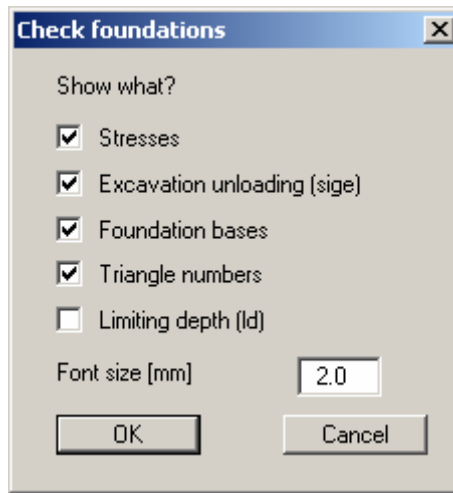 Check foundations
Show what?
Stresses
Excavation unloading (sige)
Foundation bases
Triangle numbers
Limiting depth (ld)
Font size [mm] 2.0
OK Cancel